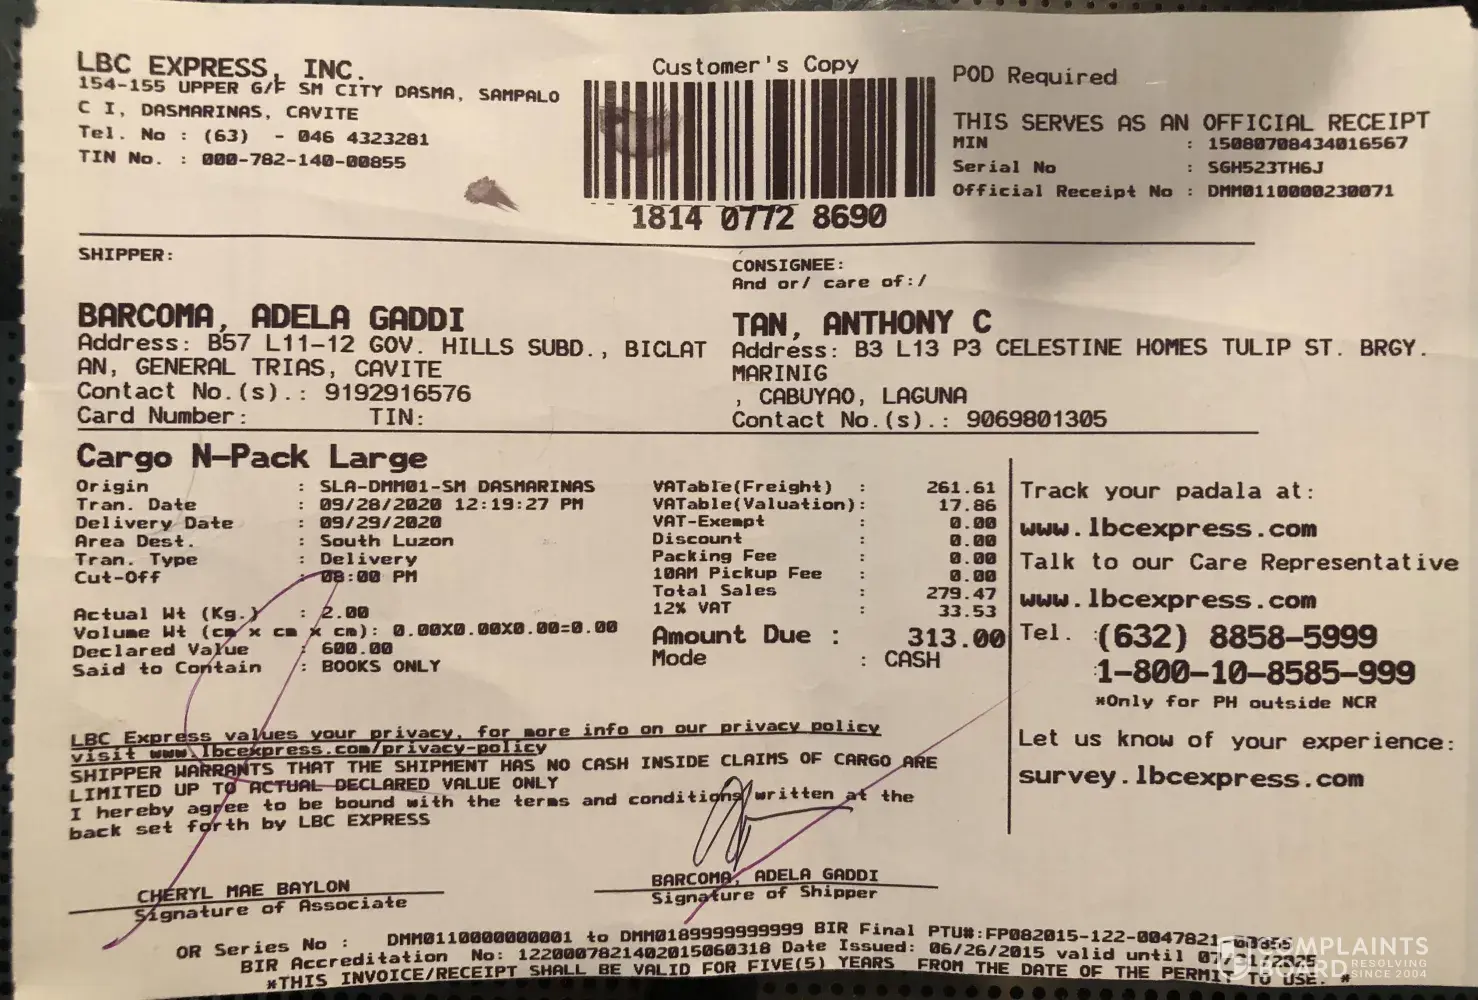 LBC EXPRESS, INC.
154-155 UPPER G/F SM CITY DASMA, SAMPALO
C I, DASMARINAS, CAVITE
Tel. No : (63) - 046 4323281
TIN No. : 000-782-140-00855
Customer's Copy
1814 0772 8690
POD Required
THIS SERVES AS AN OFFICIAL RECEIPT
MIN : 15080708434016567
Serial No : SGH523TH6J
Official Receipt No : DMM0110000230071
SHIPPER:
BARCOMA, ADELA GADDI
Address: B57 L11-12 GOV. HILLS SUBD., BICLAT
AN, GENERAL TRIAS, CAVITE
Contact No.(s).: 9192916576
Card Number: TIN:
CONSIGNEE:
And or/ care of:/
TAN, ANTHONY C
Address: B3 L13 P3 CELESTINE HOMES TULIP ST. BRGY.
MARINIG
, CABUYAO, LAGUNA
Contact No.(s).: 9069801305
Cargo N-Pack Large
Origin : SLA-DMM01-SM DASMARINAS
Tran. Date : 09/28/2020 12:19:27 PM
Delivery Date : 09/29/2020
Area Dest. : South Luzon
Tran. Type : Delivery
Cut-Off : 08:00 PM
Actual Wt (Kg.) : 2.00
Volume Wt (cm x cm x cm): 0.00X0.00X0.00=0.00
Declared Value : 600.00
Said to Contain : BOOKS ONLY
VATable(Freight) : 261.61
VATable(Valuation): 17.86
VAT-Exempt : 0.00
Discount : 0.00
Packing Fee : 0.00
10AM Pickup Fee : 0.00
Total Sales : 279.47
12% VAT : 33.53
Amount Due : 313.00
Mode : CASH
Track your padala at:
www.lbcexpress.com
Talk to our Care Representative
www.lbcexpress.com
Tel. :(632) 8858-5999
:1-800-10-8585-999
*Only for PH outside NCR
Let us know of your experience:
survey.lbcexpress.com
LBC Express values your privacy, for more info on our privacy policy
visit www.lbcexpress.com/privacy-policy
SHIPPER WARRANTS THAT THE SHIPMENT HAS NO CASH INSIDE CLAIMS OF CARGO ARE
LIMITED UP TO ACTUAL DECLARED VALUE ONLY
I hereby agree to be bound with the terms and conditions written at the
back set forth by LBC EXPRESS
CHERYL MAE BAYLON
Signature of Associate
BARCOMA, ADELA GADDI
Signature of Shipper
OR Series No : DMM0110000000001 to DMM0189999999999 BIR Final PTU#:FP082015-122-0047821-00855
BIR Accreditation No: 12200078214020150603​18 Date Issued: 06/26/2015 valid until
*THIS INVOICE/RECEIPT SHALL BE VALID FOR FIVE(5) YEARS FROM THE DATE OF THE PERMIT TO USE. *
COMPLAINTS
BOARD RESOLVING
SINCE 2004